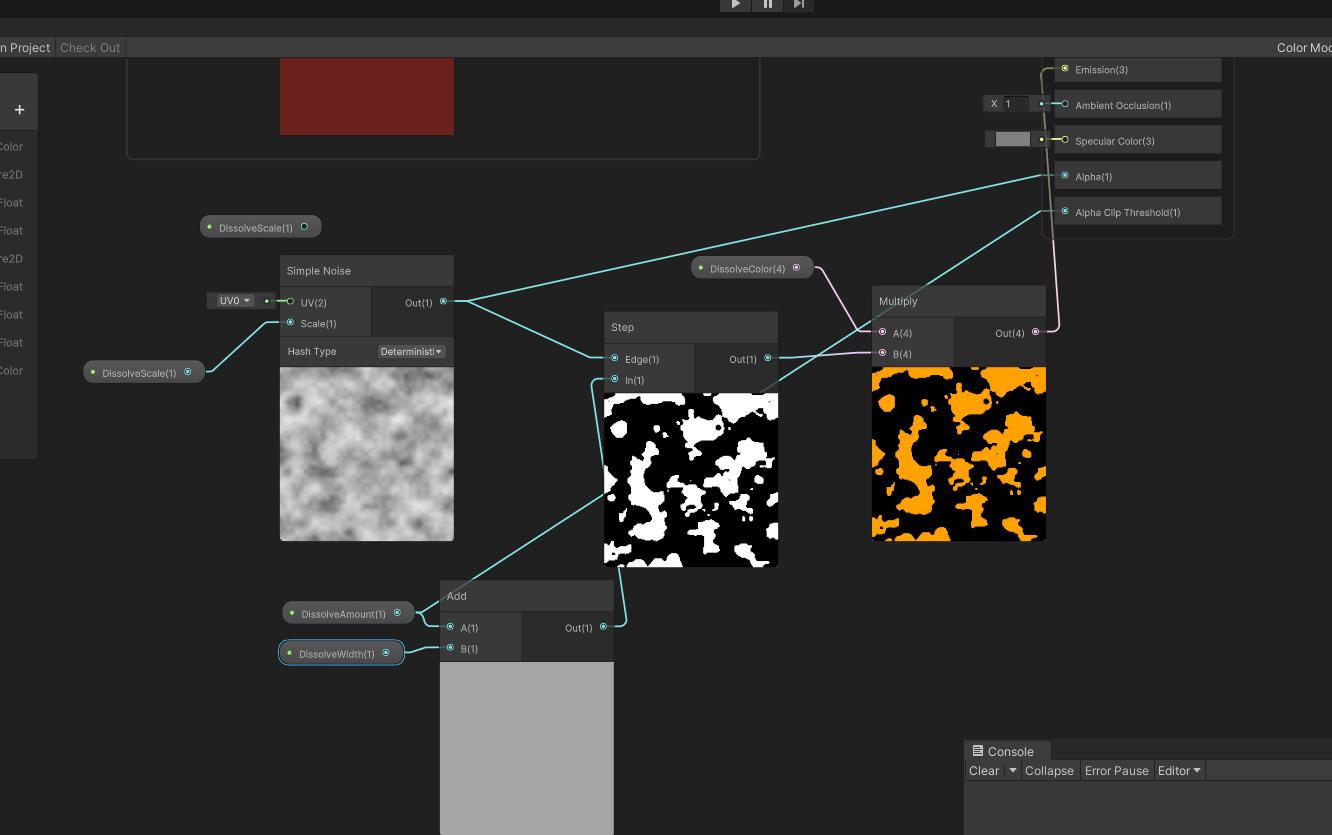 n Project
Check Out
Color Mod
+
Color
re2D
Float
Float
re2D
Float
Float
Float
Color
Emission(3)
X 1
Ambient Occlusion(1)
Specular Color(3)
Alpha(1)
Alpha Clip Threshold(1)
DissolveScale(1)
DissolveColor(4)
Simple Noise
UV0
UV(2)
Out(1)
Scale(1)
Hash Type
Deterministi
DissolveScale(1)
Step
Edge(1)
Out(1)
In(1)
Multiply
A(4)
Out(4)
B(4)
Add
DissolveAmount(1)
A(1)
Out(1)
DissolveWidth(1)
B(1)
Console
Clear
Collapse
Error Pause
Editor